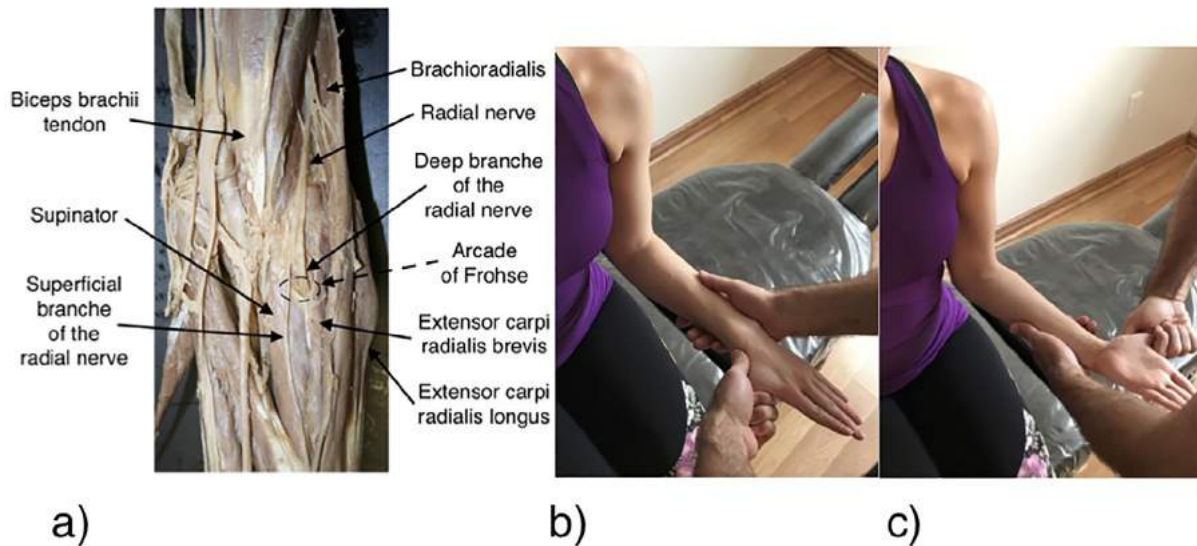 Biceps brachii
tendon
Supinator
Superficial
branche
of the
radial nerve
Brachioradialis
Radial nerve
Deep branche
of the
radial nerve
Arcade
of Frohse
Extensor carpi
radialis brevis
Extensor carpi
radialis longus
a)
b)
c)